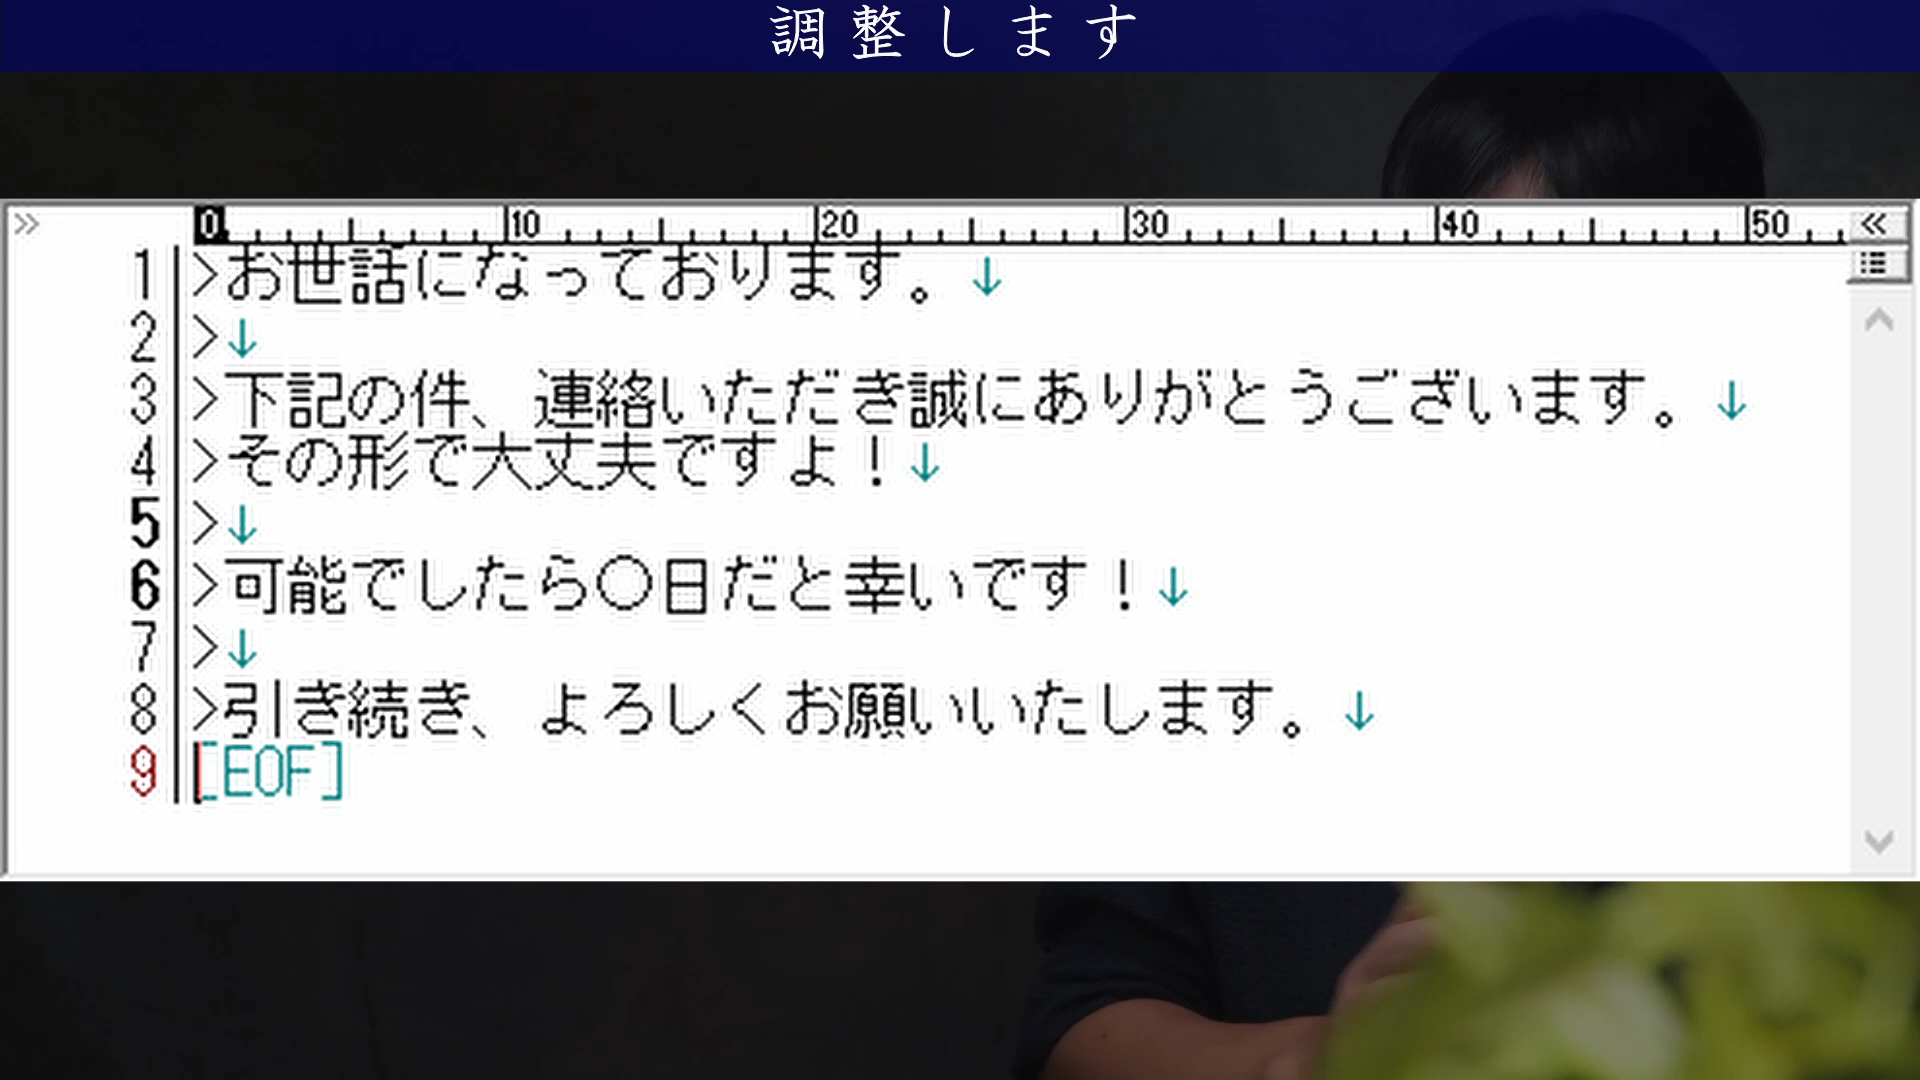 調整します
0 10 20 30 40 50
1 >お世話になっております。↓
2 >↓
3 >下記の件、連絡いただき誠にありがとうございます。↓
4 >その形で大丈夫ですよ！↓
5 >↓
6 >可能でしたら〇日だと幸いです！↓
7 >↓
8 >引き続き、よろしくお願いいたします。↓
9 [EOF]